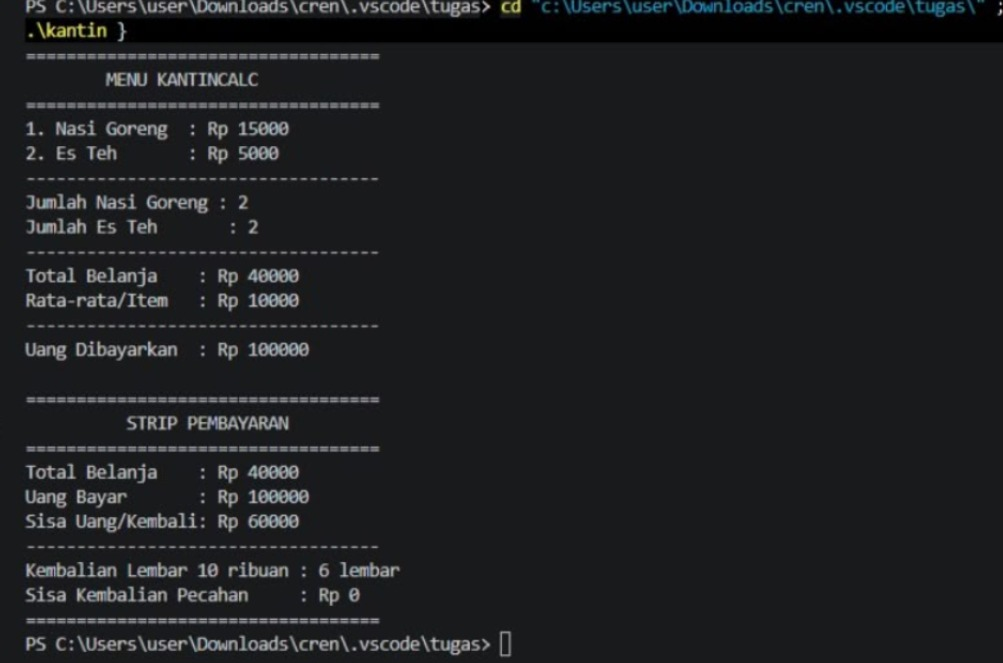 PS C:\Users\user\Downloads\cren\.vscode\tugas> cd "c:\Users\user\Downloads\cren\.vscode\tugas\" ;
.\kantin }
===================================
        MENU KANTINCALC
===================================
1. Nasi Goreng  : Rp 15000
2. Es Teh       : Rp 5000
-----------------------------------
Jumlah Nasi Goreng : 2
Jumlah Es Teh       : 2
-----------------------------------
Total Belanja    : Rp 40000
Rata-rata/Item   : Rp 10000
-----------------------------------
Uang Dibayarkan  : Rp 100000

===================================
          STRIP PEMBAYARAN
===================================
Total Belanja    : Rp 40000
Uang Bayar       : Rp 100000
Sisa Uang/Kembali: Rp 60000
-----------------------------------
Kembalian Lembar 10 ribuan : 6 lembar
Sisa Kembalian Pecahan     : Rp 0
===================================
PS C:\Users\user\Downloads\cren\.vscode\tugas>